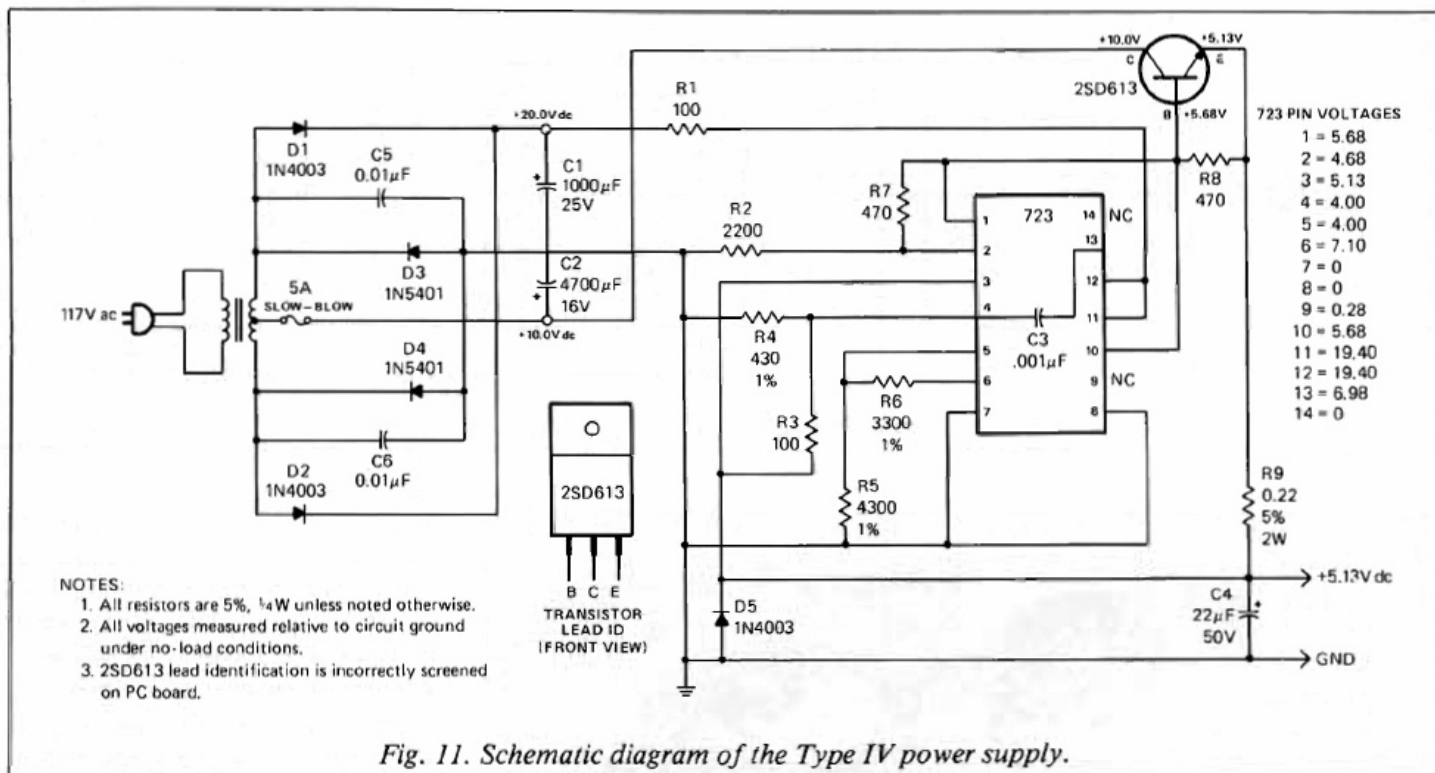 +10.0V
+5.13V
C
E
2SD613
B
+5.68V
R1
100
+20.0Vdc
D1
1N4003
C5
0.01µF
+
C1
1000µF
25V
R7
470
R8
470
R2
2200
D3
1N5401
+
C2
4700µF
16V
117V ac
5A
SLOW-BLOW
+10.0Vdc
D4
1N5401
C6
0.01µF
D2
1N4003
723
1
2
3
4
5
6
7
14
13
12
11
10
9
8
NC
NC
C3
.001µF
R4
430
1%
R6
3300
1%
R3
100
R5
4300
1%
723 PIN VOLTAGES
1 = 5.68
2 = 4.68
3 = 5.13
4 = 4.00
5 = 4.00
6 = 7.10
7 = 0
8 = 0
9 = 0.28
10 = 5.68
11 = 19.40
12 = 19.40
13 = 6.98
14 = 0
R9
0.22
5%
2W
2SD613
B C E
TRANSISTOR
LEAD ID
(FRONT VIEW)
D5
1N4003
+5.13V dc
C4
+
22µF
50V
GND
NOTES:
1. All resistors are 5%, ¼W unless noted otherwise.
2. All voltages measured relative to circuit ground
under no-load conditions.
3. 2SD613 lead identification is incorrectly screened
on PC board.
Fig. 11. Schematic diagram of the Type IV power supply.